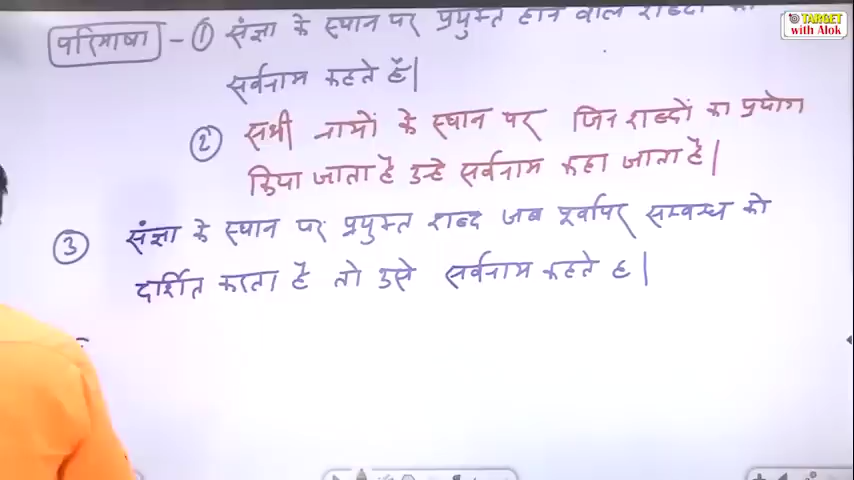 परिभाषा - ① संज्ञा के स्थान पर प्रयुक्त होने वाले शब्दों को
सर्वनाम कहते हैं|
② सभी नामों के स्थान पर जिन शब्दों का प्रयोग
किया जाता है उन्हे सर्वनाम कहा जाता है|
③ संज्ञा के स्थान पर प्रयुक्त शब्द जब पूर्वापर सम्बन्ध को
दर्शित करता है तो उसे सर्वनाम कहते ह|
TARGET
with Alok